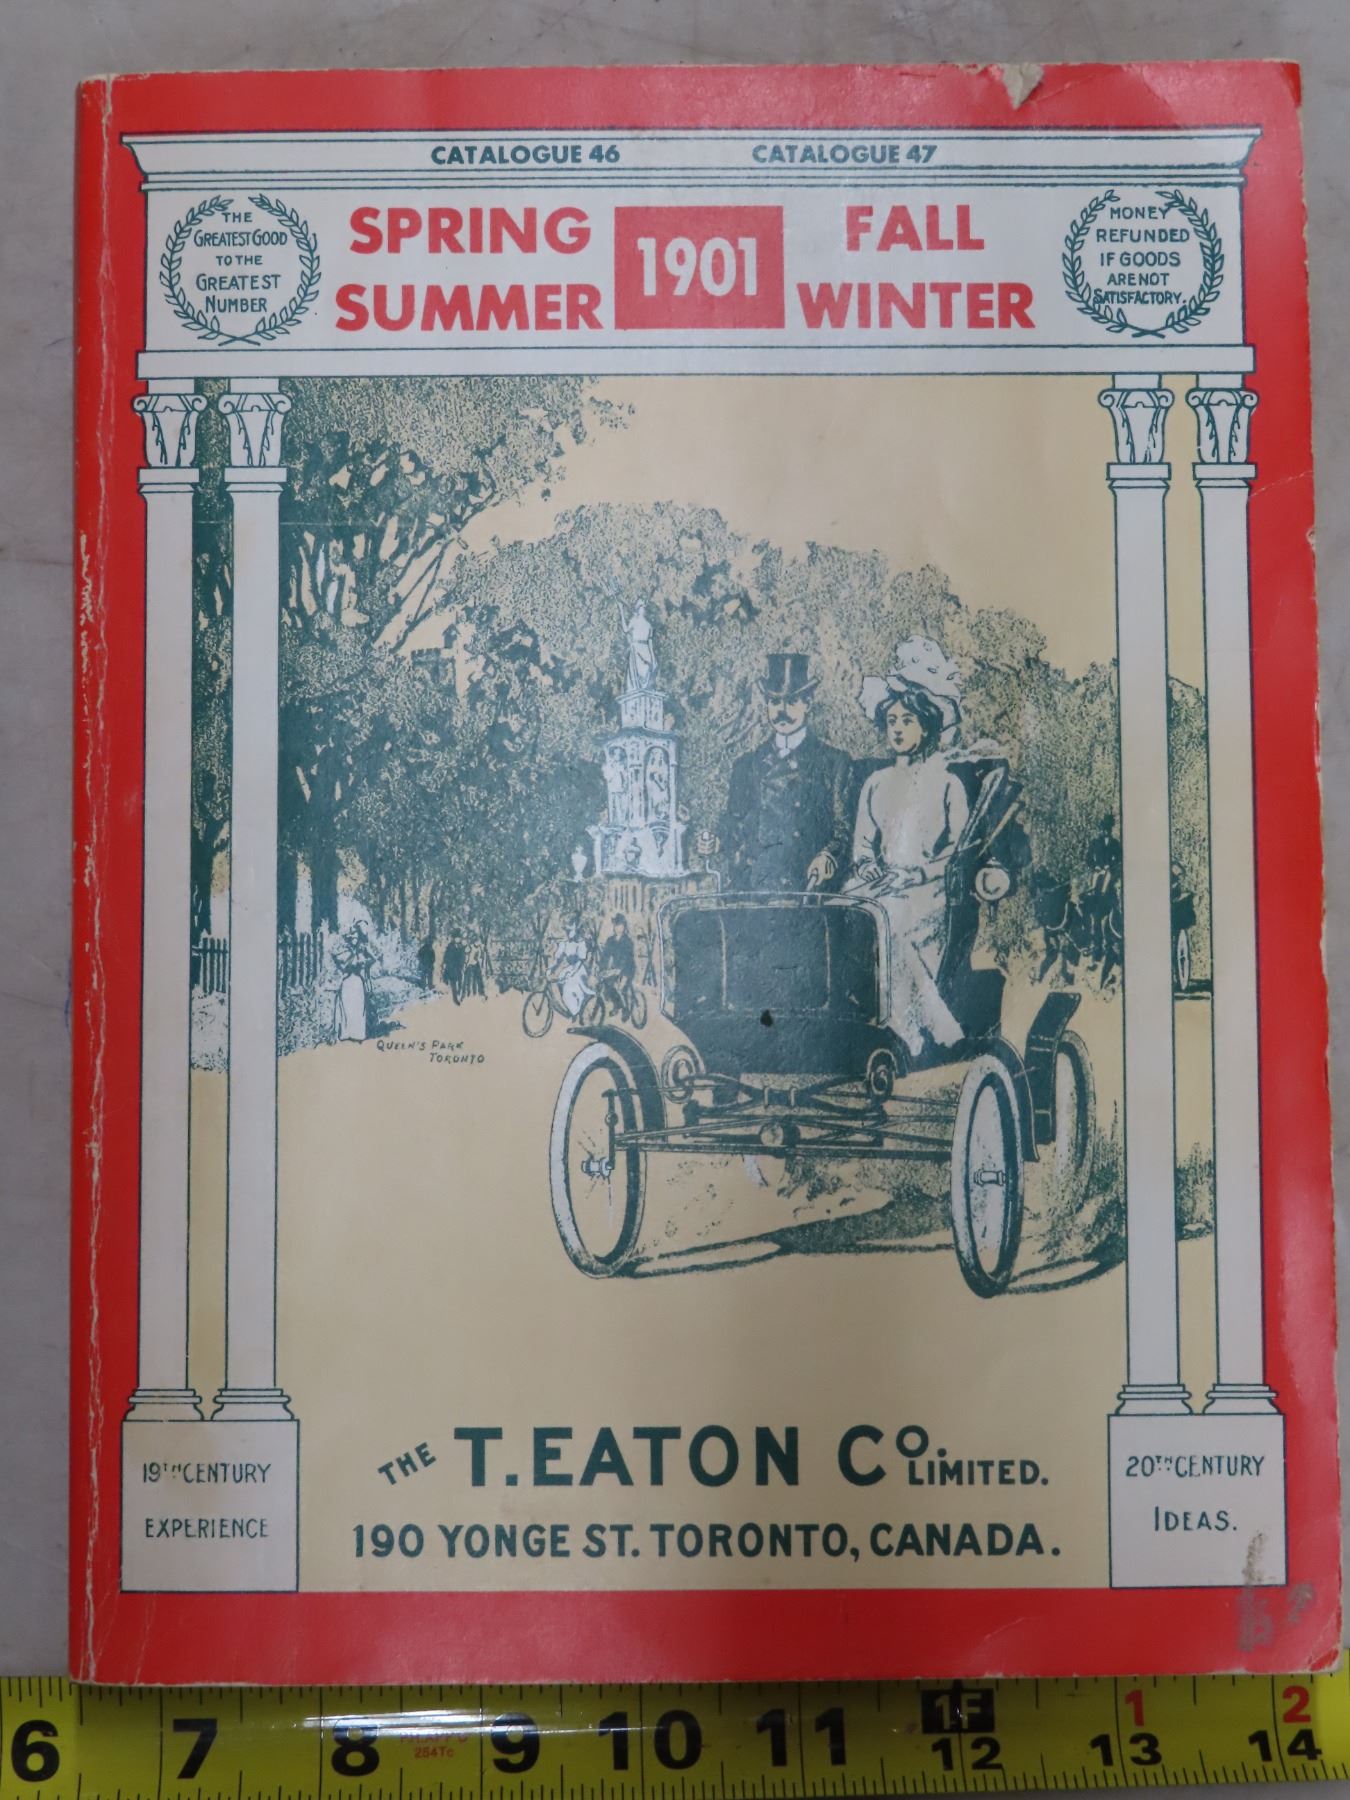 CATALOGUE 46 CATALOGUE 47
THE
GREATEST GOOD
TO THE
GREATEST
NUMBER
SPRING
SUMMER
1901
FALL
WINTER
MONEY
REFUNDED
IF GOODS
ARE NOT
SATISFACTORY.
QUEEN'S PARK
TORONTO
THE T. EATON CO. LIMITED.
190 YONGE ST. TORONTO, CANADA.
19TH CENTURY
EXPERIENCE
20TH CENTURY
IDEAS.
1F 1 2
6 7 8 9 10 11 12 13 14